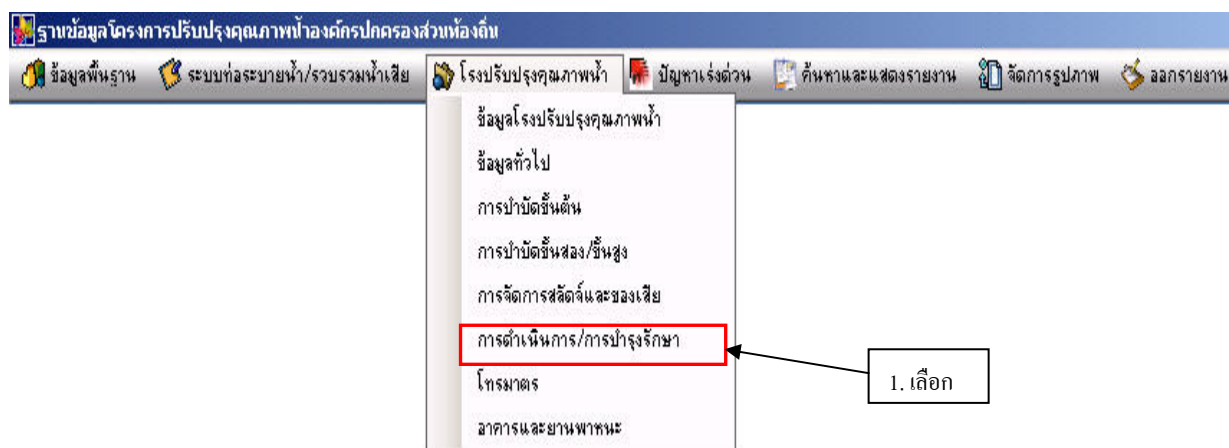 ฐานข้อมูลโครงการปรับปรุงคุณภาพน้ำองค์กรปกครองส่วนท้องถิ่น
ข้อมูลพื้นฐาน ระบบท่อระบายน้ำ/รวบรวมน้ำเสีย โรงปรับปรุงคุณภาพน้ำ ปัญหาเร่งด่วน ค้นหาและแสดงรายงาน จัดการรูปภาพ ออกรายงาน
ข้อมูลโรงปรับปรุงคุณภาพน้ำ
ข้อมูลทั่วไป
การบำบัดขั้นต้น
การบำบัดขั้นสอง/ขั้นสูง
การจัดการสลัดจ์และของเสีย
การดำเนินการ/การบำรุงรักษา
1. เลือก
โทรมาตร
อาคารและยานพาหนะ